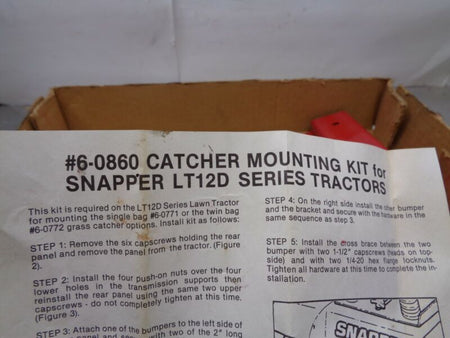 #6-0860 CATCHER MOUNTING KIT for
SNAPPER LT12D SERIES TRACTORS
This kit is required on the LT12D Series Lawn Tractor
for mounting the single bag #6-0771 or the twin bag
#6-0772 grass catcher options. Install kit as follows:
STEP 1: Remove the six capscrews holding the rear
panel and remove the panel from the tractor. (Figure
2).
STEP 2: Install the four push-on nuts over the four
lower holes in the transmission supports then
reinstall the rear panel using the same two upper
capscrews - do not completely tighten at this time.
(Figure 3).
STEP 3: Attach one of the bumpers to the left side of
panel and two of the 2" long
STEP 4: On the right side install the other bumper
and the bracket and secure with the hardware in the
same sequence as step 3.
STEP 5: Install the cross brace between the two
bumper with two 1-1/2" capscrews (heads on top-
side) and with two 1/4-20 hex flange locknuts.
Tighten all hardware at this time to complete the in-
stallation.
SNAPPE